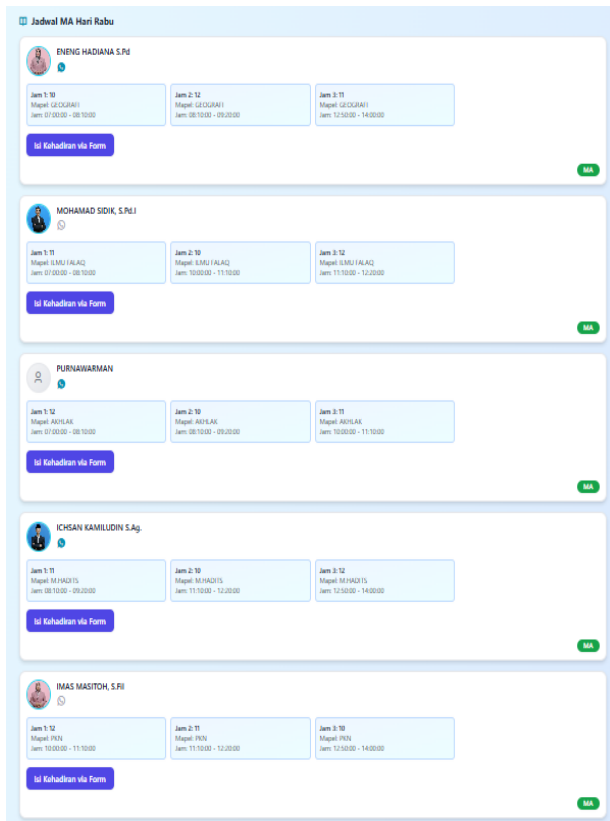 Jadwal MA Hari Rabu
ENENG HADIANA S.Pd
Jam 1: 10
Mapel: GEOGRAFI
Jam: 07:00:00 - 08:10:00
Jam 2: 12
Mapel: GEOGRAFI
Jam: 08:10:00 - 09:20:00
Jam 3: 11
Mapel: GEOGRAFI
Jam: 12:50:00 - 14:00:00
Isi Kehadiran via Form
MA
MOHAMAD SIDIK, S.Pd.I
Jam 1: 11
Mapel: ILMU FALAQ
Jam: 07:00:00 - 08:10:00
Jam 2: 10
Mapel: ILMU FALAQ
Jam: 10:00:00 - 11:10:00
Jam 3: 12
Mapel: ILMU FALAQ
Jam: 11:10:00 - 12:20:00
Isi Kehadiran via Form
MA
PURNAWARMAN
Jam 1: 12
Mapel: AKHLAK
Jam: 07:00:00 - 08:10:00
Jam 2: 10
Mapel: AKHLAK
Jam: 08:10:00 - 09:20:00
Jam 3: 11
Mapel: AKHLAK
Jam: 10:00:00 - 11:10:00
Isi Kehadiran via Form
MA
ICHSAN KAMILUDIN S.Ag.
Jam 1: 11
Mapel: M.HADITS
Jam: 08:10:00 - 09:20:00
Jam 2: 10
Mapel: M.HADITS
Jam: 11:10:00 - 12:20:00
Jam 3: 12
Mapel: M.HADITS
Jam: 12:50:00 - 14:00:00
Isi Kehadiran via Form
MA
IMAS MASITOH, S.Fil
Jam 1: 12
Mapel: PKN
Jam: 10:00:00 - 11:10:00
Jam 2: 11
Mapel: PKN
Jam: 11:10:00 - 12:20:00
Jam 3: 10
Mapel: PKN
Jam: 12:50:00 - 14:00:00
Isi Kehadiran via Form
MA